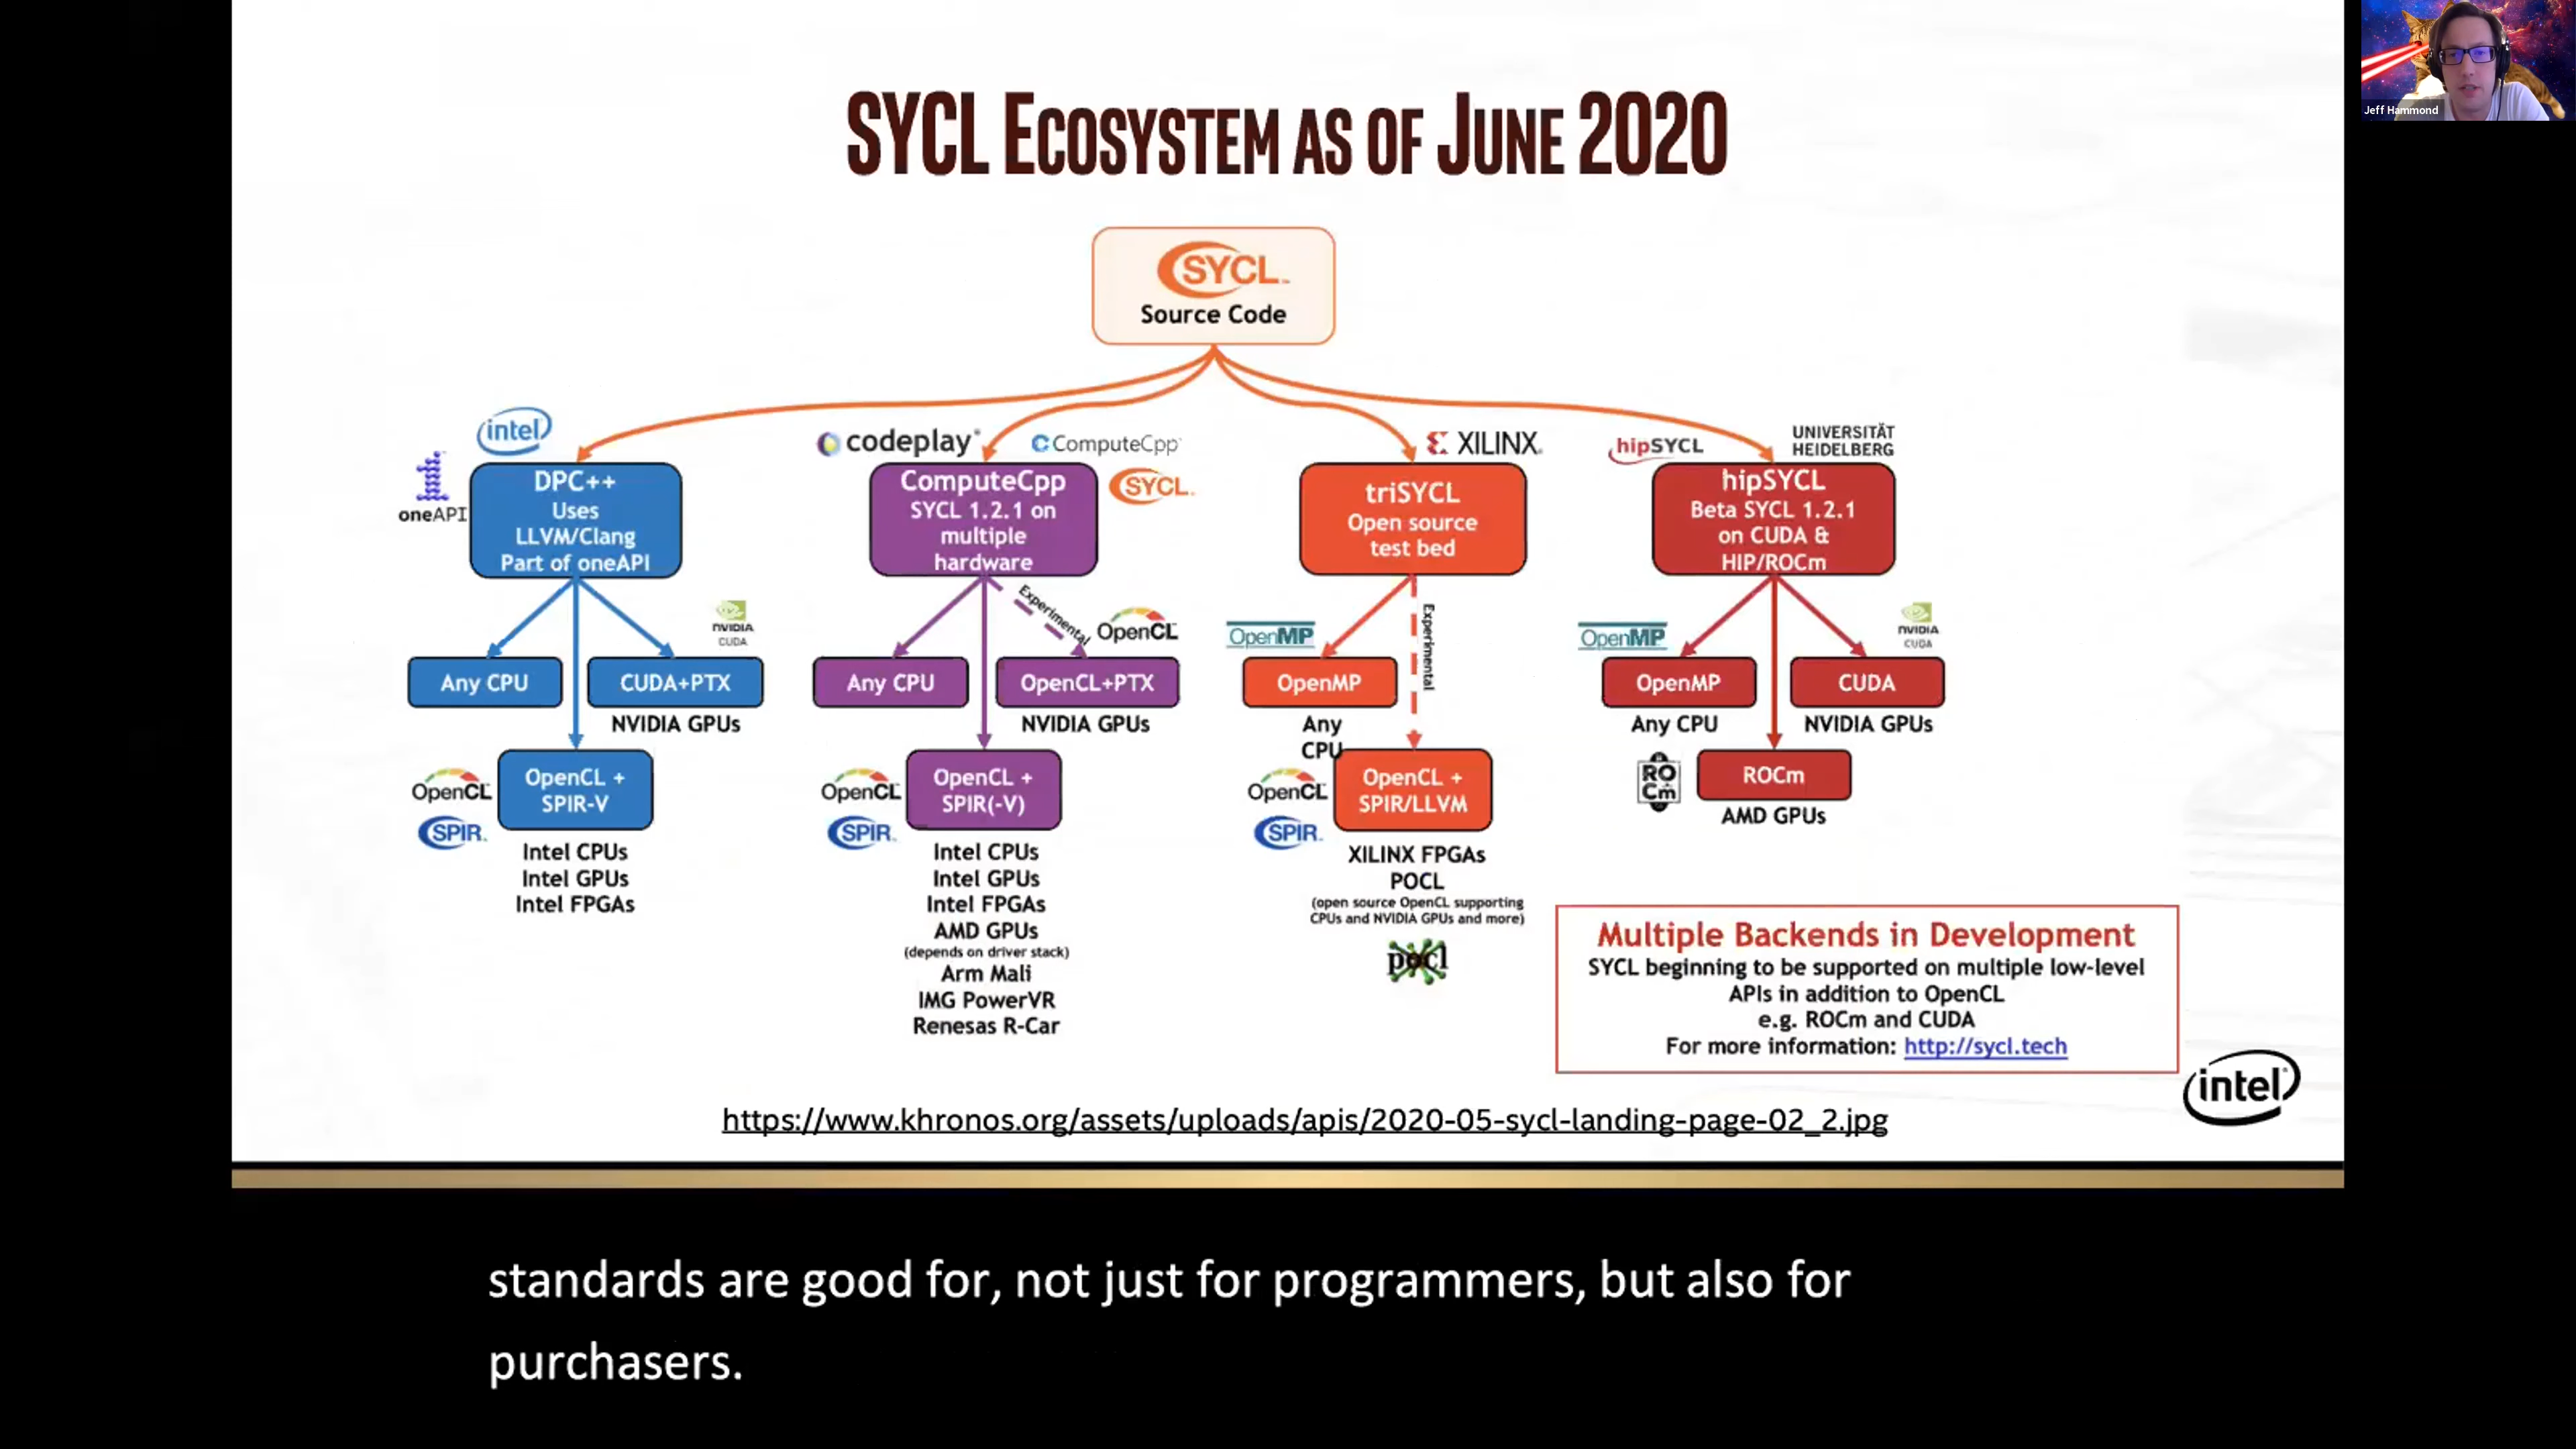 Jeff Hammond
SYCL ECOSYSTEM AS OF JUNE 2020
SYCL™
Source Code
intel
oneAPI
DPC++
Uses
LLVM/Clang
Part of oneAPI
NVIDIA
CUDA
Any CPU
CUDA+PTX
NVIDIA GPUs
OpenCL
SPIR™
OpenCL +
SPIR-V
Intel CPUs
Intel GPUs
Intel FPGAs
codeplay®
ComputeCpp™
SYCL™
ComputeCpp
SYCL 1.2.1 on
multiple
hardware
Experimental
OpenCL
Any CPU
OpenCL+PTX
NVIDIA GPUs
OpenCL
SPIR™
OpenCL +
SPIR(-V)
Intel CPUs
Intel GPUs
Intel FPGAs
AMD GPUs
(depends on driver stack)
Arm Mali
IMG PowerVR
Renesas R-Car
XILINX®
triSYCL
Open source
test bed
Experimental
OpenMP
OpenMP
Any
CPU
OpenCL
SPIR™
OpenCL +
SPIR/LLVM
XILINX FPGAs
POCL
(open source OpenCL supporting
CPUs and NVIDIA GPUs and more)
pocl
hipSYCL
UNIVERSITÄT
HEIDELBERG
hipSYCL
Beta SYCL 1.2.1
on CUDA &
HIP/ROCm
OpenMP
NVIDIA
CUDA
OpenMP
Any CPU
CUDA
NVIDIA GPUs
ROCm
ROCm
AMD GPUs
Multiple Backends in Development
SYCL beginning to be supported on multiple low-level
APIs in addition to OpenCL
e.g. ROCm and CUDA
For more information: http://sycl.tech
intel
https://www.khronos.org/assets/uploads/apis/2020-05-sycl-landing-page-02_2.jpg
standards are good for, not just for programmers, but also for
purchasers.